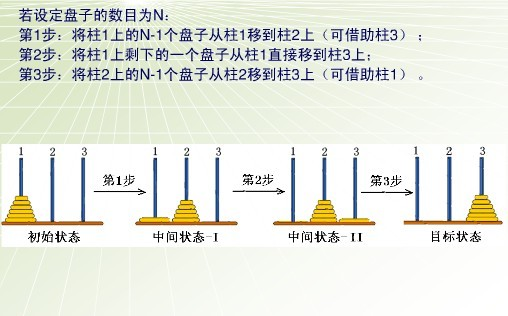 若设定盘子的数目为N:
第1步：将柱1上的N-1个盘子从柱1移到柱2上（可借助柱3）；
第2步：将柱1上剩下的一个盘子从柱1直接移到柱3上；
第3步：将柱2上的N-1个盘子从柱2移到柱3上（可借助柱1）。
1 2 3 1 2 3 1 2 3 1 2 3
第1步 第2步 第3步
初始状态 中间状态-I 中间状态-II 目标状态